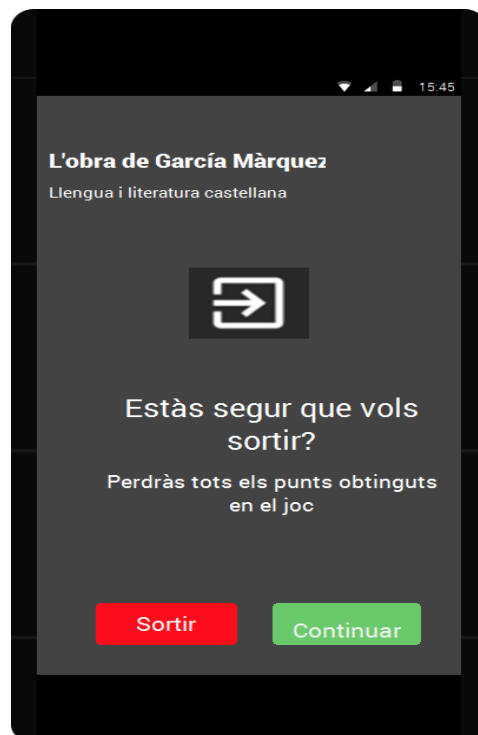 15:45
L'obra de García Màrquez
Llengua i literatura castellana
Estàs segur que vols
sortir?
Perdràs tots els punts obtinguts
en el joc
Sortir
Continuar